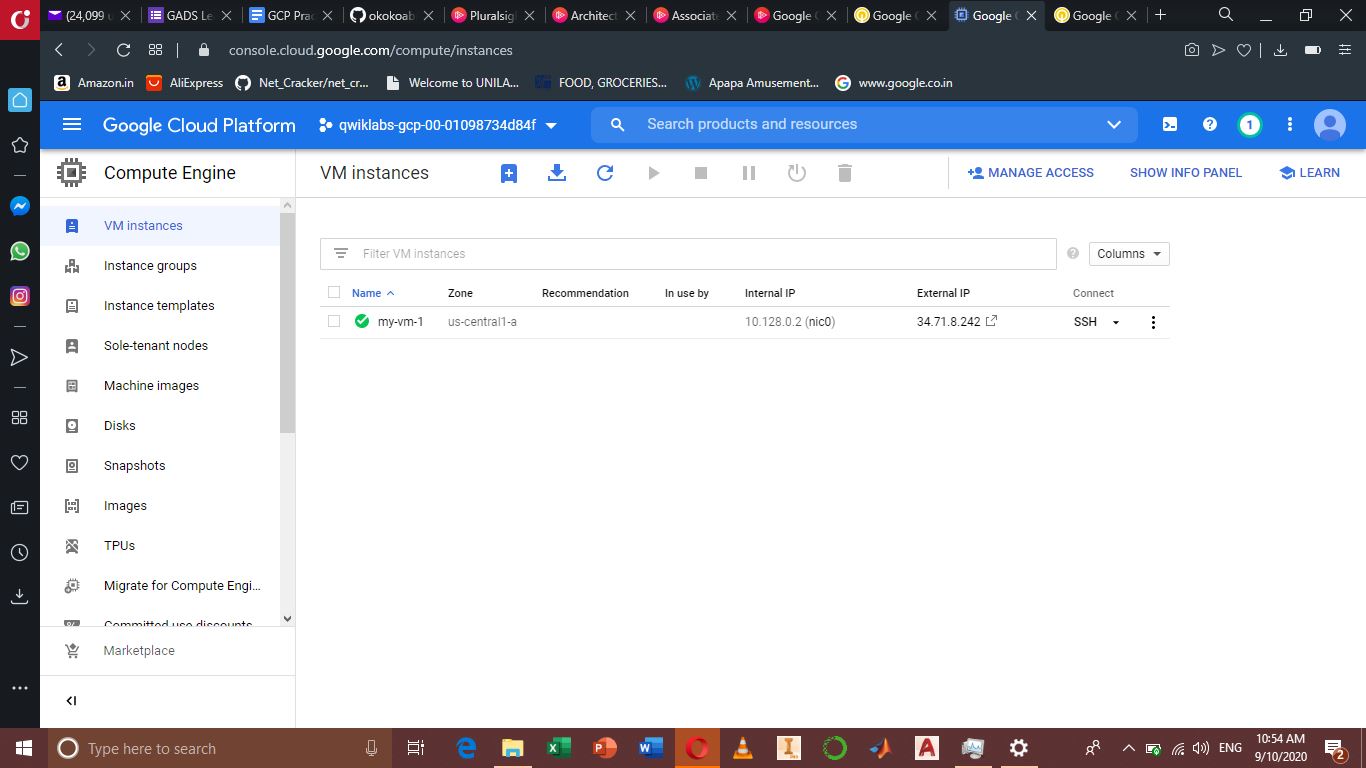 (24,099 u
GADS Le
GCP Prac
okokoab
Pluralsigh
Architect
Associat
Google C
Google C
Google C
Google C
console.cloud.google.com/compute/instances
Amazon.in
AliExpress
Net_Cracker/net_cr...
Welcome to UNILA...
FOOD, GROCERIES...
Apapa Amusement...
www.google.co.in
Google Cloud Platform
qwiklabs-gcp-00-01098734d84f
Search products and resources
1
Compute Engine
VM instances
MANAGE ACCESS
SHOW INFO PANEL
LEARN
VM instances
Instance groups
Instance templates
Sole-tenant nodes
Machine images
Disks
Snapshots
Images
TPUs
Migrate for Compute Engi...
Committed use discounts
Marketplace
Filter VM instances
Columns
Name Zone Recommendation In use by Internal IP External IP Connect
my-vm-1 us-central1-a 10.128.0.2 (nic0) 34.71.8.242 SSH
Type here to search
ENG
10:54 AM
9/10/2020
2